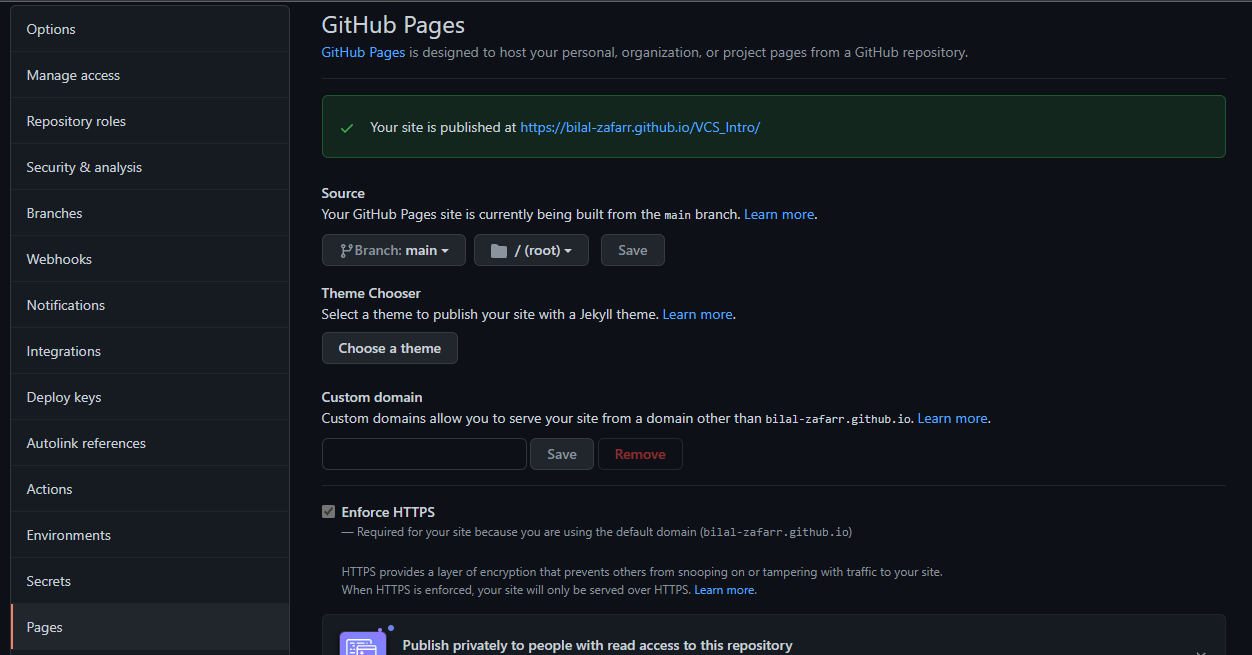 Options
Manage access
Repository roles
Security & analysis
Branches
Webhooks
Notifications
Integrations
Deploy keys
Autolink references
Actions
Environments
Secrets
Pages
GitHub Pages
GitHub Pages is designed to host your personal, organization, or project pages from a GitHub repository.
Your site is published at https://bilal-zafarr.github.io/VCS_Intro/
Source
Your GitHub Pages site is currently being built from the main branch. Learn more.
Branch: main / (root) Save
Theme Chooser
Select a theme to publish your site with a Jekyll theme. Learn more.
Choose a theme
Custom domain
Custom domains allow you to serve your site from a domain other than bilal-zafarr.github.io. Learn more.
Save Remove
Enforce HTTPS
— Required for your site because you are using the default domain (bilal-zafarr.github.io)
HTTPS provides a layer of encryption that prevents others from snooping on or tampering with traffic to your site.
When HTTPS is enforced, your site will only be served over HTTPS. Learn more.
Publish privately to people with read access to this repository